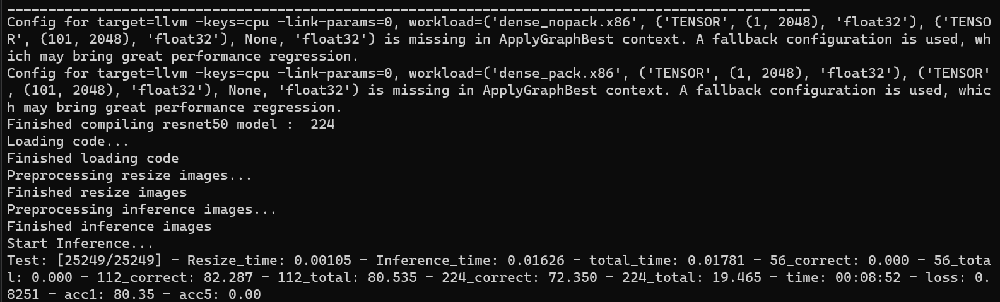 Config for target=llvm -keys=cpu -link-params=0, workload=('dense_nopack.x86', ('TENSOR', (1, 2048), 'float32'), ('TENSO
R', (101, 2048), 'float32'), None, 'float32') is missing in ApplyGraphBest context. A fallback configuration is used, wh
ich may bring great performance regression.
Config for target=llvm -keys=cpu -link-params=0, workload=('dense_pack.x86', ('TENSOR', (1, 2048), 'float32'), ('TENSOR'
, (101, 2048), 'float32'), None, 'float32') is missing in ApplyGraphBest context. A fallback configuration is used, whic
h may bring great performance regression.
Finished compiling resnet50 model :  224
Loading code...
Finished loading code
Preprocessing resize images...
Finished resize images
Preprocessing inference images...
Finished inference images
Start Inference...
Test: [25249/25249] - Resize_time: 0.00105 - Inference_time: 0.01626 - total_time: 0.01781 - 56_correct: 0.000 - 56_tota
l: 0.000 - 112_correct: 82.287 - 112_total: 80.535 - 224_correct: 72.350 - 224_total: 19.465 - time: 00:08:52 - loss: 0.
8251 - acc1: 80.35 - acc5: 0.00